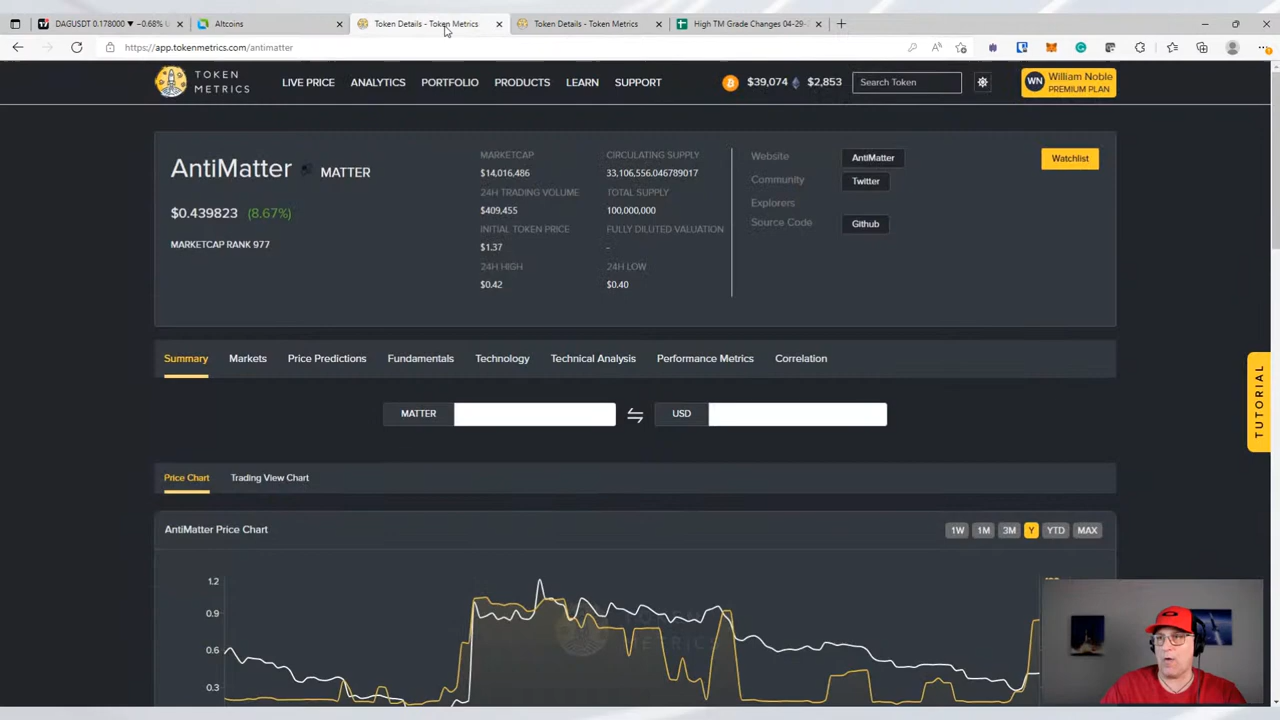 DAGUSDT 0.178000 ▼ −0.68% U
Altcoins
Token Details - Token Metrics
Token Details - Token Metrics
High TM Grade Changes 04-29-
https://app.tokenmetrics.com/antimatter
TOKEN
METRICS
LIVE PRICE
ANALYTICS
PORTFOLIO
PRODUCTS
LEARN
SUPPORT
$39,074
$2,853
Search Token
WN
William Noble
PREMIUM PLAN
AntiMatter
MATTER
$0.439823 (8.67%)
MARKETCAP RANK 977
MARKETCAP
$14,016,486
24H TRADING VOLUME
$409,455
INITIAL TOKEN PRICE
$1.37
24H HIGH
$0.42
CIRCULATING SUPPLY
33,106,556.046789017
TOTAL SUPPLY
100,000,000
FULLY DILUTED VALUATION
-
24H LOW
$0.40
Website
AntiMatter
Community
Twitter
Explorers
Source Code
Github
Watchlist
Summary
Markets
Price Predictions
Fundamentals
Technology
Technical Analysis
Performance Metrics
Correlation
TUTORIAL
MATTER
USD
Price Chart
Trading View Chart
AntiMatter Price Chart
1W
1M
3M
Y
YTD
MAX
1.2
0.9
0.6
0.3
TOKEN
METRICS